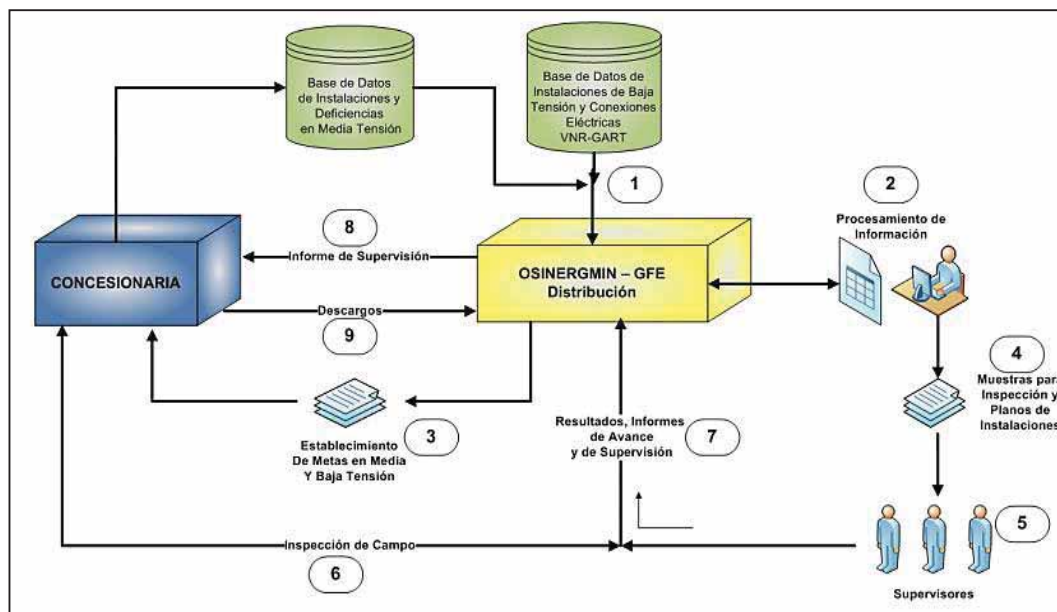 Base de Datos
de Instalaciones y
Deficiencias
en Media Tensión
Base de Datos de
Instalaciones de Baja
Tensión y Conexiones
Eléctricas
VNR-GART
1
2
Procesamiento de
Información
8
Informe de Supervisión
CONCESIONARIA
OSINERGMIN – GFE
Distribución
Descargos
9
4
Muestras para
Inspección y
Planos de
Instalaciones
3
Establecimiento
De Metas en Media
Y Baja Tensión
Resultados, Informes
de Avance
y de Supervisión
7
5
Inspección de Campo
6
Supervisores